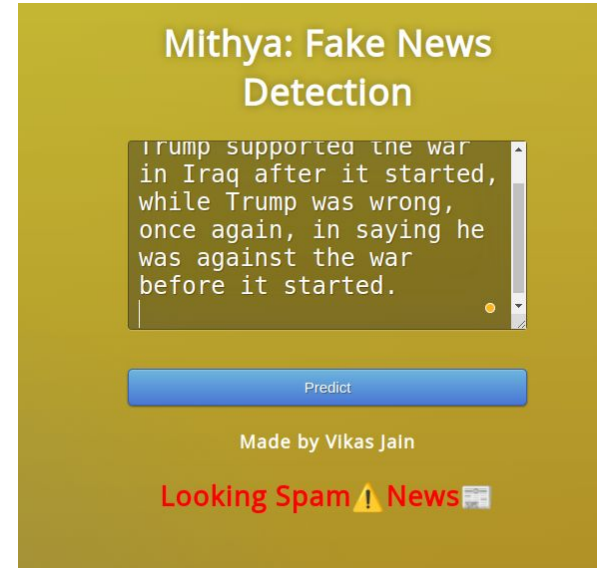 Mithya: Fake News
Detection
Trump supported the war
in Iraq after it started,
while Trump was wrong,
once again, in saying he
was against the war
before it started.
Predict
Made by Vikas Jain
Looking Spam⚠️News📰